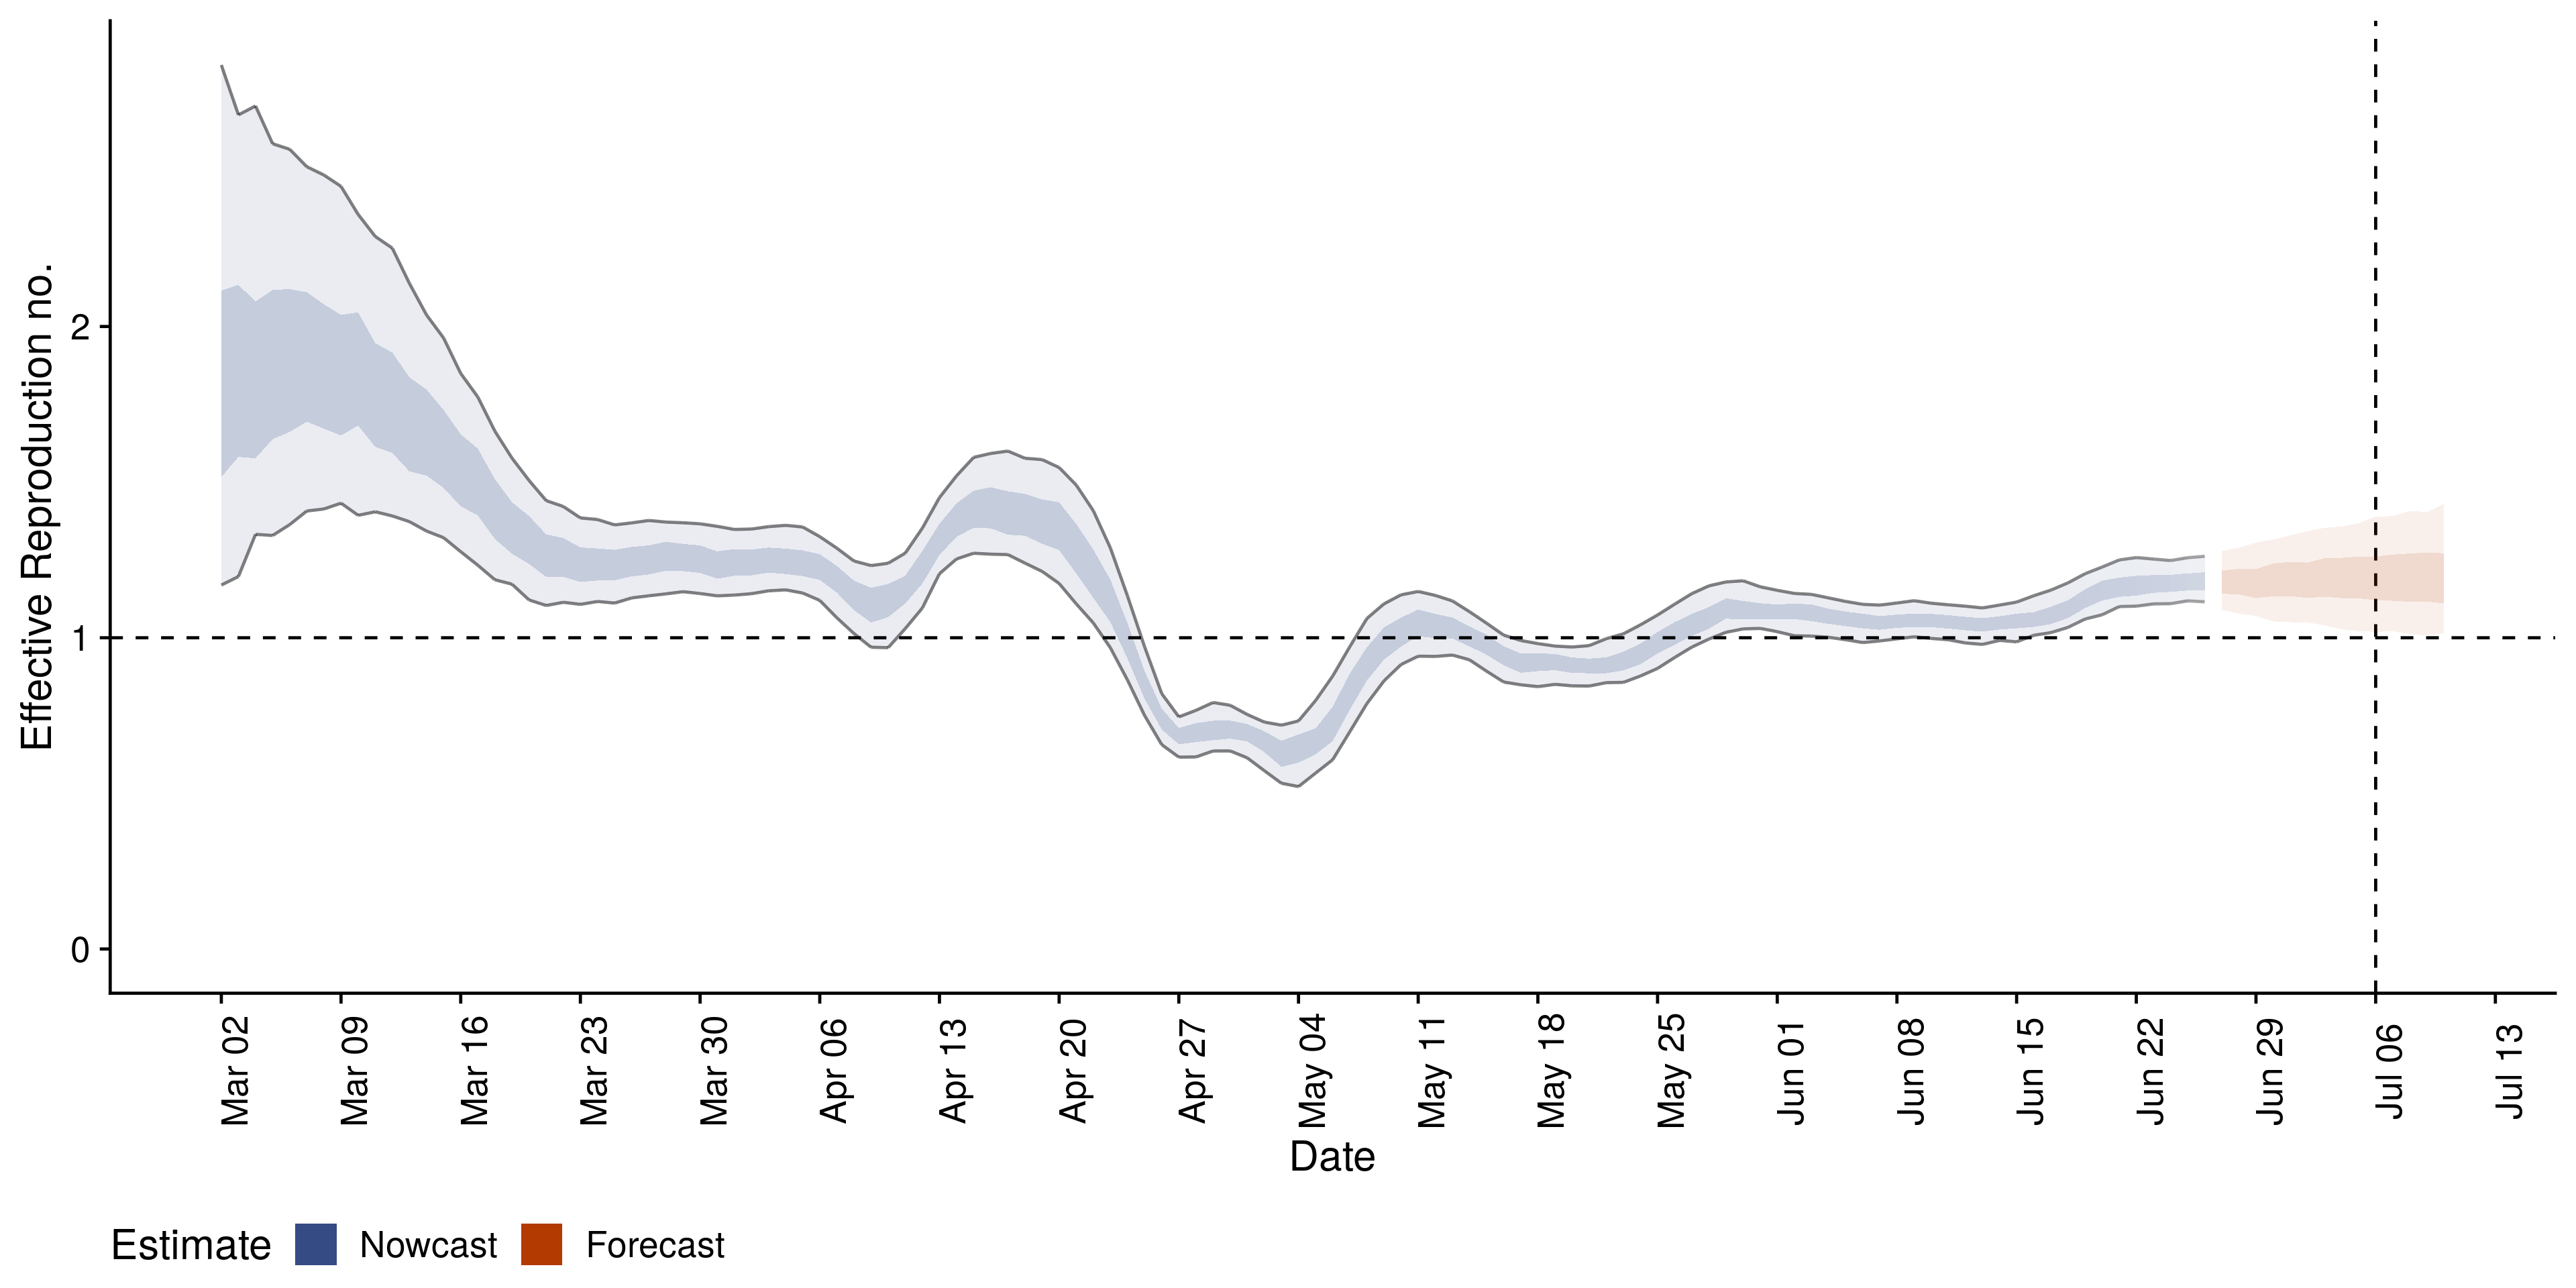 Effective Reproduction no.
2
1
0
Mar 02
Mar 09
Mar 16
Mar 23
Mar 30
Apr 06
Apr 13
Apr 20
Apr 27
May 04
May 11
May 18
May 25
Jun 01
Jun 08
Jun 15
Jun 22
Jun 29
Jul 06
Jul 13
Date
Estimate Nowcast Forecast